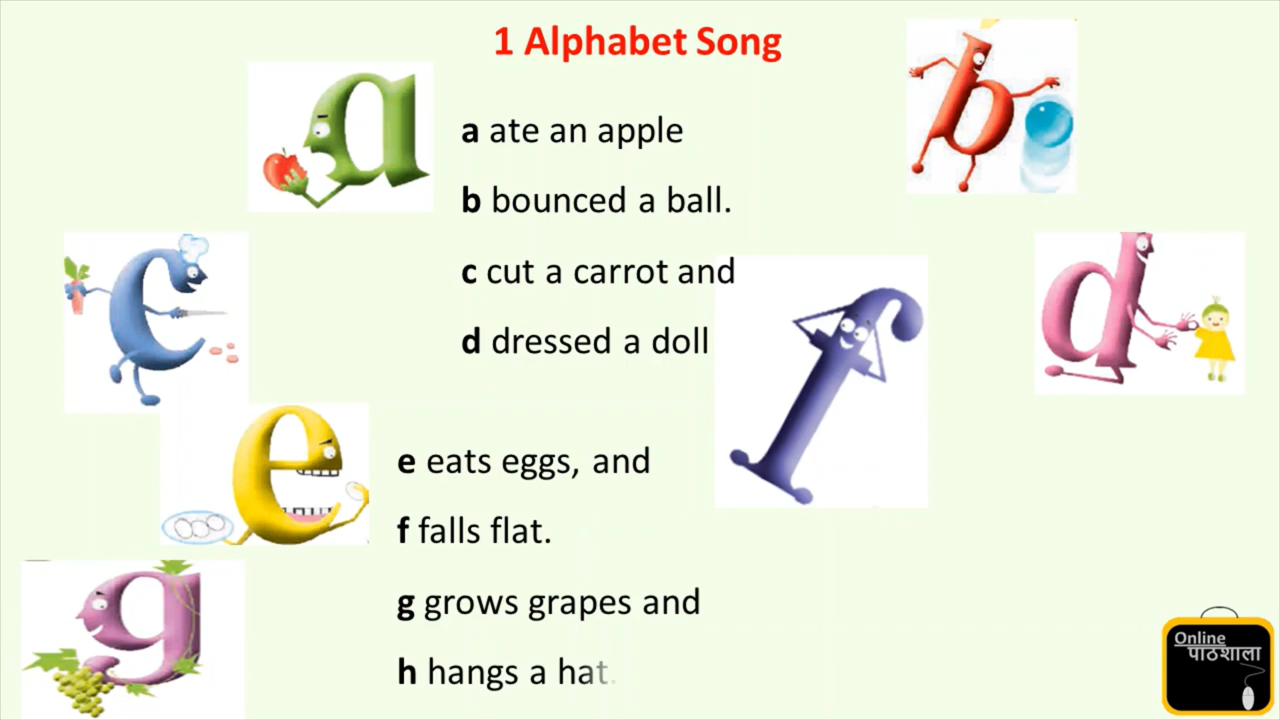 1 Alphabet Song
a ate an apple
b bounced a ball.
c cut a carrot and
d dressed a doll
e eats eggs, and
f falls flat.
g grows grapes and
h hangs a hat.
Online
पाठशाला